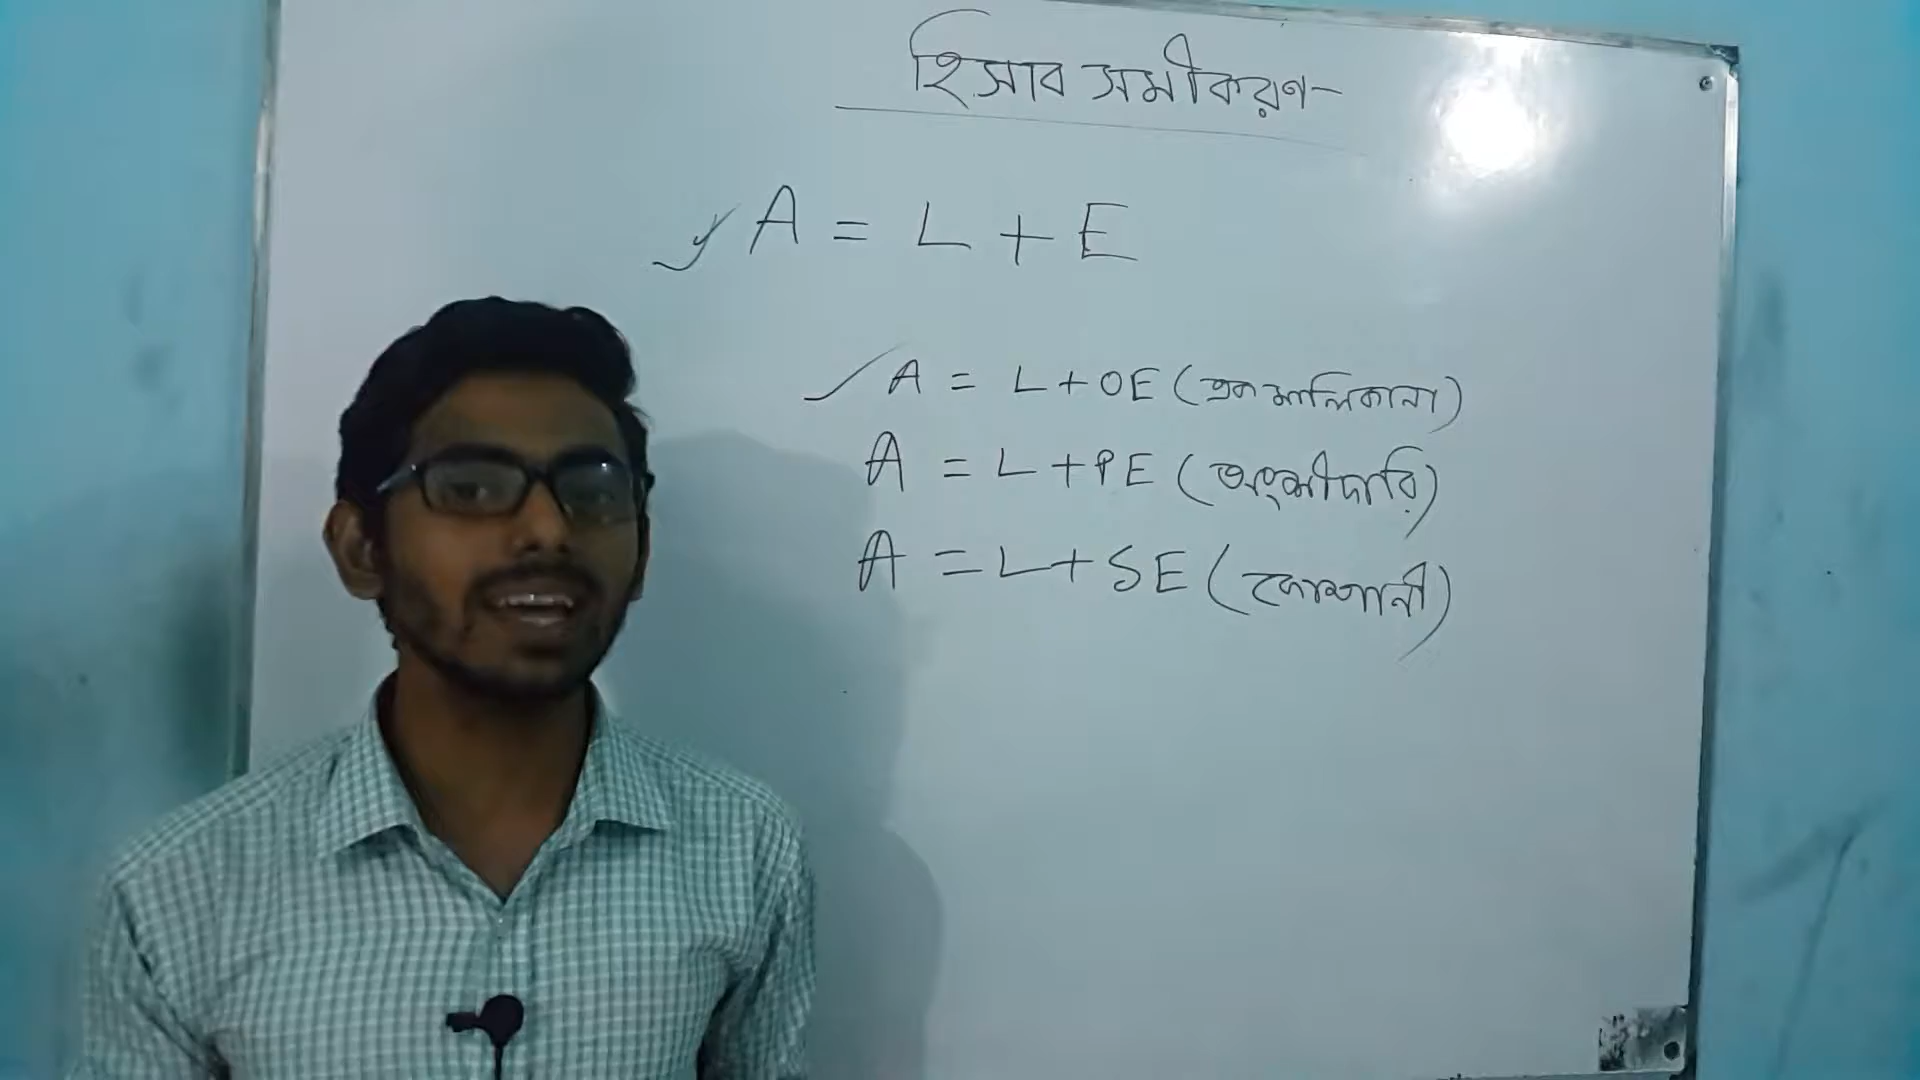 হিসাব সমীকরণ-
A = L + E
A = L + OE (একমালিকানা)
A = L + PE (অংশীদারি)
A = L + SE (কোম্পানী)